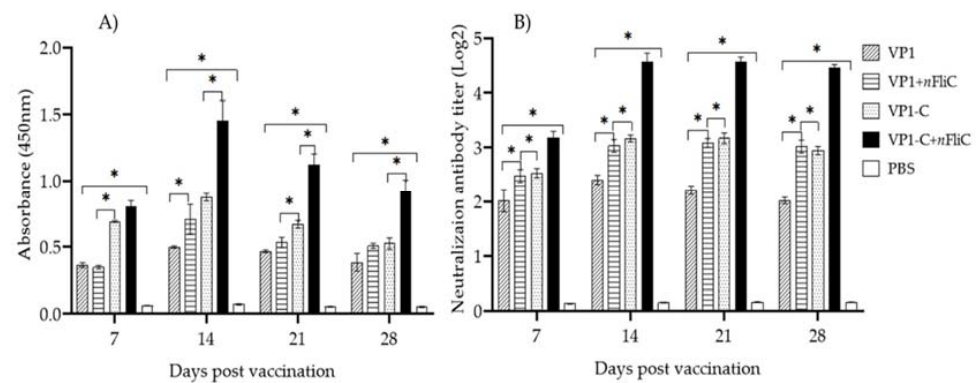 A)
Absorbance (450nm)
2.0
1.5
1.0
0.5
0.0
* * * * * * * * * * *
7 14 21 28
Days post vaccination
B)
Neutralizaion antibody titer (Log2)
5
4
3
2
1
0
* * * * * * * * * * * *
7 14 21 28
Days post vaccination
VP1
VP1+nFliC
VP1-C
VP1-C+nFliC
PBS